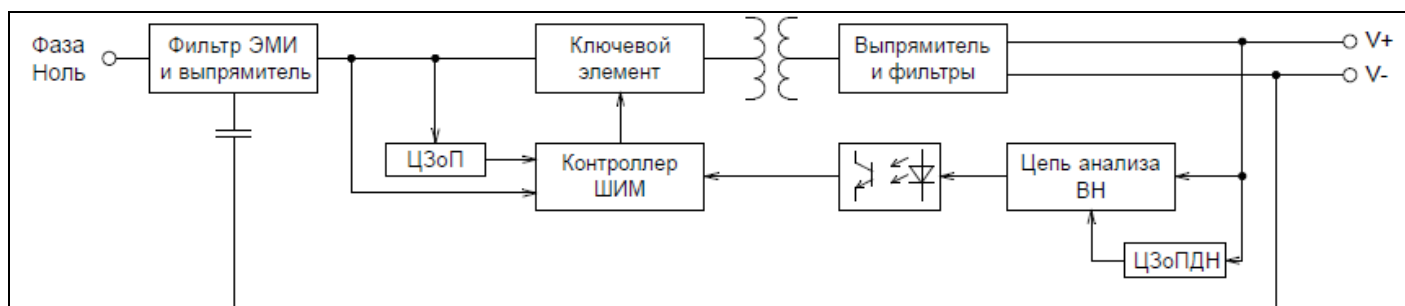 Фаза
Ноль
Фильтр ЭМИ
и выпрямитель
Ключевой
элемент
Выпрямитель
и фильтры
V+
V-
ЦЗоП
Контроллер
ШИМ
Цепь анализа
ВН
ЦЗоПДН